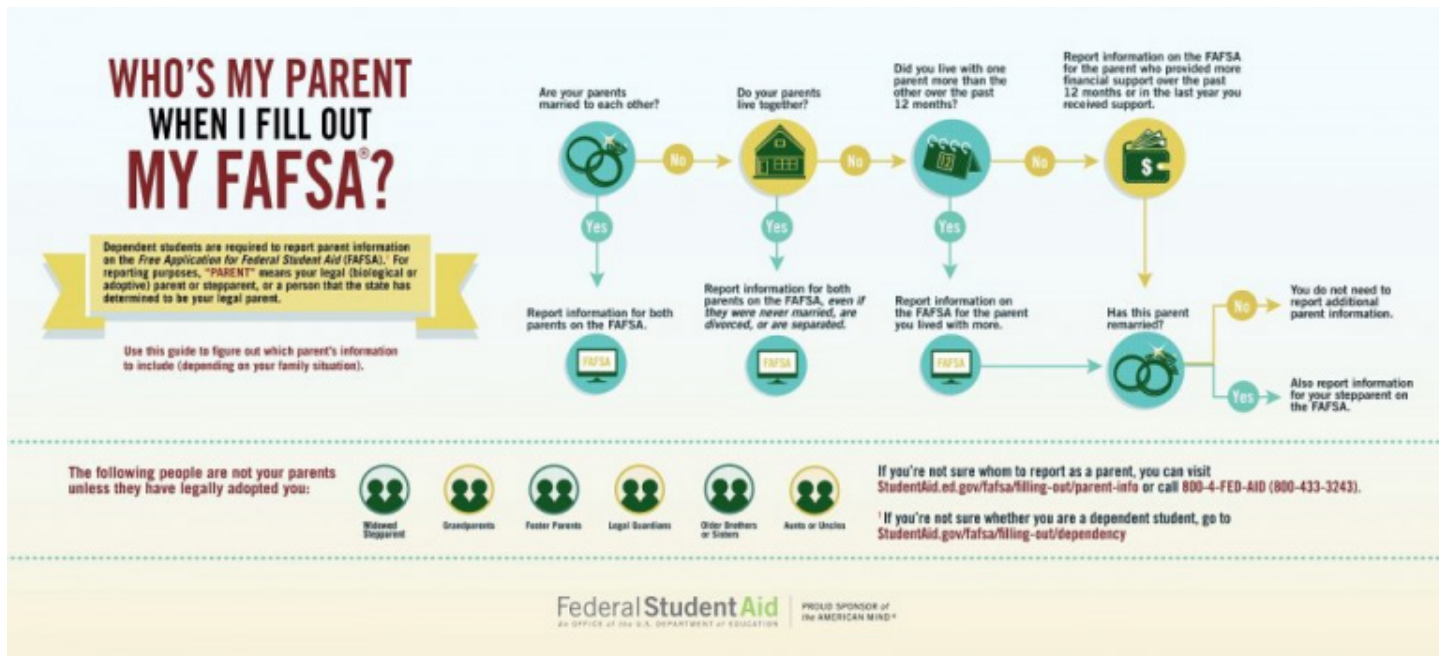 WHO'S MY PARENT
WHEN I FILL OUT
MY FAFSA®?
Dependent students are required to report parent information
on the Free Application for Federal Student Aid (FAFSA).¹ For
reporting purposes, "PARENT" means your legal (biological or
adoptive) parent or stepparent, or a person that the state has
determined to be your legal parent.
Use this guide to figure out which parent's information
to include (depending on your family situation).
Are your parents
married to each other?
No
Do your parents
live together?
No
Did you live with one
parent more than the
other over the past
12 months?
12
No
Report information on the FAFSA
for the parent who provided more
financial support over the past
12 months or in the last year you
received support.
$
Yes
Yes
Yes
Report information for both
parents on the FAFSA.
FAFSA
Report information for both
parents on the FAFSA, even if
they were never married, are
divorced, or are separated.
FAFSA
Report information on
the FAFSA for the parent
you lived with more.
FAFSA
Has this parent
remarried?
No
You do not need to
report additional
parent information.
Yes
Also report information
for your stepparent on
the FAFSA.
The following people are not your parents
unless they have legally adopted you:
Widowed
Stepparent
Grandparents
Foster Parents
Legal Guardians
Older Brothers
or Sisters
Aunts or Uncles
If you're not sure whom to report as a parent, you can visit
StudentAid.ed.gov/fafsa/filling-out/parent-info or call 800-4-FED-AID (800-433-3243).
¹ If you're not sure whether you are a dependent student, go to
StudentAid.gov/fafsa/filling-out/dependency
Federal Student Aid
An OFFICE of the U.S. DEPARTMENT of EDUCATION
PROUD SPONSOR of
the AMERICAN MIND®